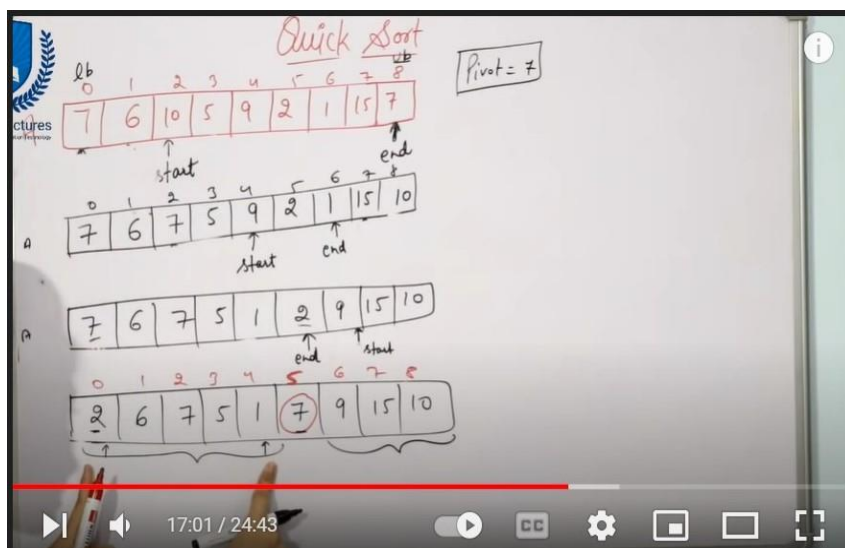 Quick Sort
Pivot = 7
lb ub
0 1 2 3 4 5 6 7 8
ctures
A 7 6 10 5 9 2 1 15 7
start end
0 1 2 3 4 5 6 7 8
A 7 6 7 5 9 2 1 15 10
start end
A 7 6 7 5 1 2 9 15 10
end start
0 1 2 3 4 5 6 7 8
2 6 7 5 1 7 9 15 10
17:01 / 24:43
CC